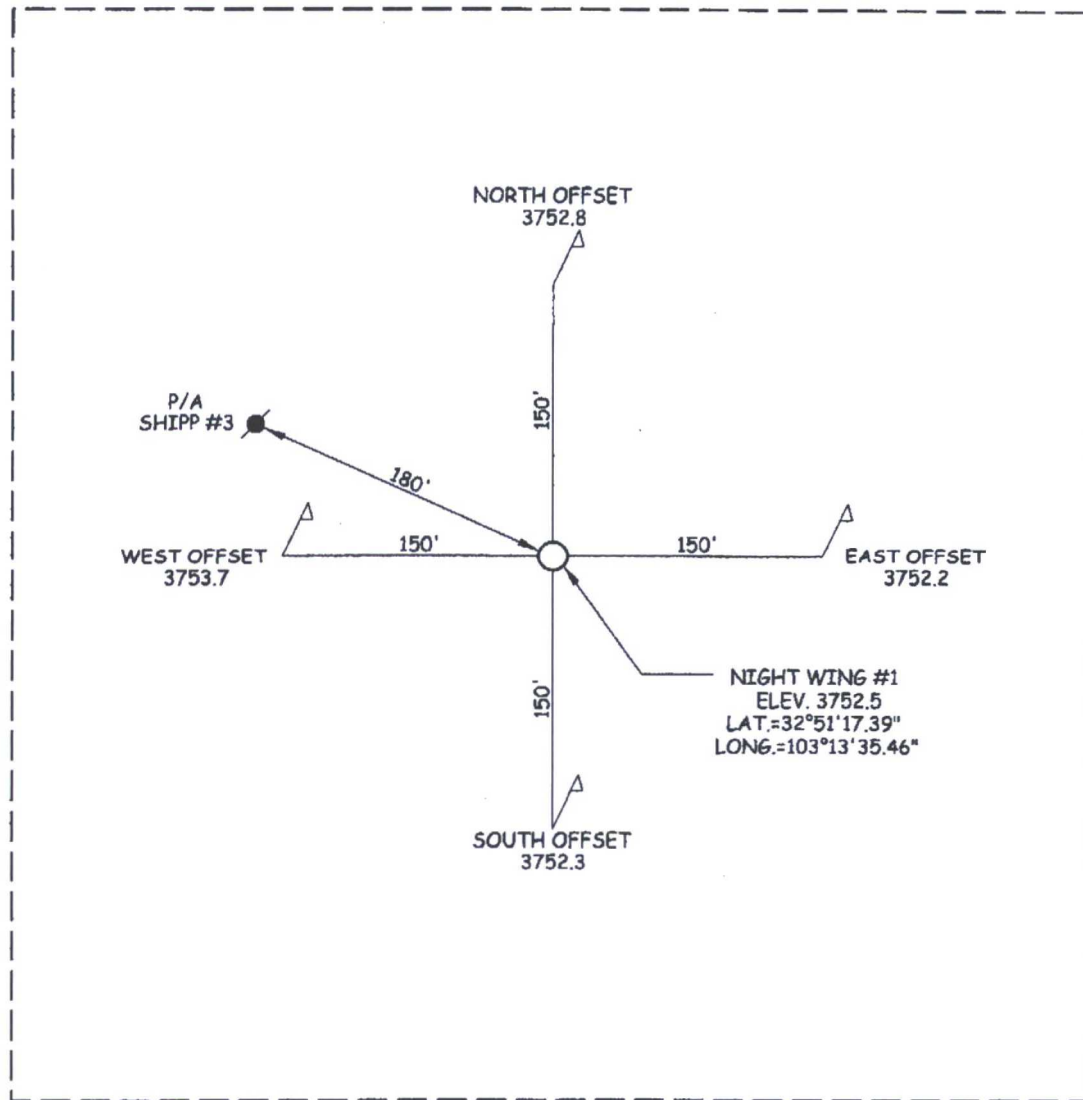 NORTH OFFSET
3752.8
150'
P/A
SHIPP #3
180'
WEST OFFSET
3753.7
150'
150'
EAST OFFSET
3752.2
150'
NIGHT WING #1
ELEV. 3752.5
LAT.=32°51'17.39"
LONG.=103°13'35.46"
SOUTH OFFSET
3752.3